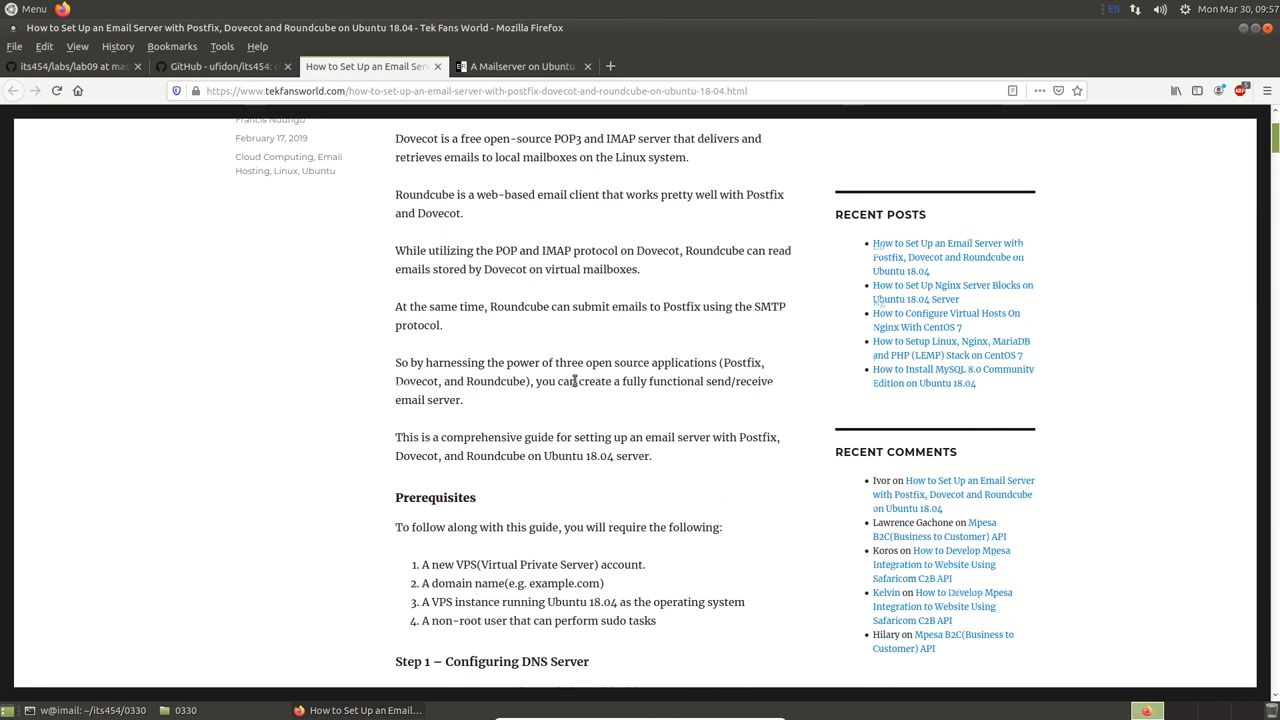 Menu
EN
Mon Mar 30, 09:57
How to Set Up an Email Server with Postfix, Dovecot and Roundcube on Ubuntu 18.04 - Tek Fans World - Mozilla Firefox
File Edit View History Bookmarks Tools Help
its454/labs/lab09 at mas
GitHub - ufidon/its454: c
How to Set Up an Email Serv
A Mailserver on Ubuntu
https://www.tekfansworld.com/how-to-set-up-an-email-server-with-postfix-dovecot-and-roundcube-on-ubuntu-18-04.html
ABP
Francis Ndungu
February 17, 2019
Cloud Computing, Email
Hosting, Linux, Ubuntu
Dovecot is a free open-source POP3 and IMAP server that delivers and
retrieves emails to local mailboxes on the Linux system.
Roundcube is a web-based email client that works pretty well with Postfix
and Dovecot.
While utilizing the POP and IMAP protocol on Dovecot, Roundcube can read
emails stored by Dovecot on virtual mailboxes.
At the same time, Roundcube can submit emails to Postfix using the SMTP
protocol.
So by harnessing the power of three open source applications (Postfix,
Dovecot, and Roundcube), you can create a fully functional send/receive
email server.
This is a comprehensive guide for setting up an email server with Postfix,
Dovecot, and Roundcube on Ubuntu 18.04 server.
Prerequisites
To follow along with this guide, you will require the following:
1. A new VPS(Virtual Private Server) account.
2. A domain name(e.g. example.com)
3. A VPS instance running Ubuntu 18.04 as the operating system
4. A non-root user that can perform sudo tasks
Step 1 – Configuring DNS Server
RECENT POSTS
How to Set Up an Email Server with
Postfix, Dovecot and Roundcube on
Ubuntu 18.04
How to Set Up Nginx Server Blocks on
Ubuntu 18.04 Server
How to Configure Virtual Hosts On
Nginx With CentOS 7
How to Setup Linux, Nginx, MariaDB
and PHP (LEMP) Stack on CentOS 7
How to Install MySQL 8.0 Community
Edition on Ubuntu 18.04
RECENT COMMENTS
Ivor on How to Set Up an Email Server
with Postfix, Dovecot and Roundcube
on Ubuntu 18.04
Lawrence Gachone on Mpesa
B2C(Business to Customer) API
Koros on How to Develop Mpesa
Integration to Website Using
Safaricom C2B API
Kelvin on How to Develop Mpesa
Integration to Website Using
Safaricom C2B API
Hilary on Mpesa B2C(Business to
Customer) API
w@imail: ~/its454/0330
0330
How to Set Up an Email...